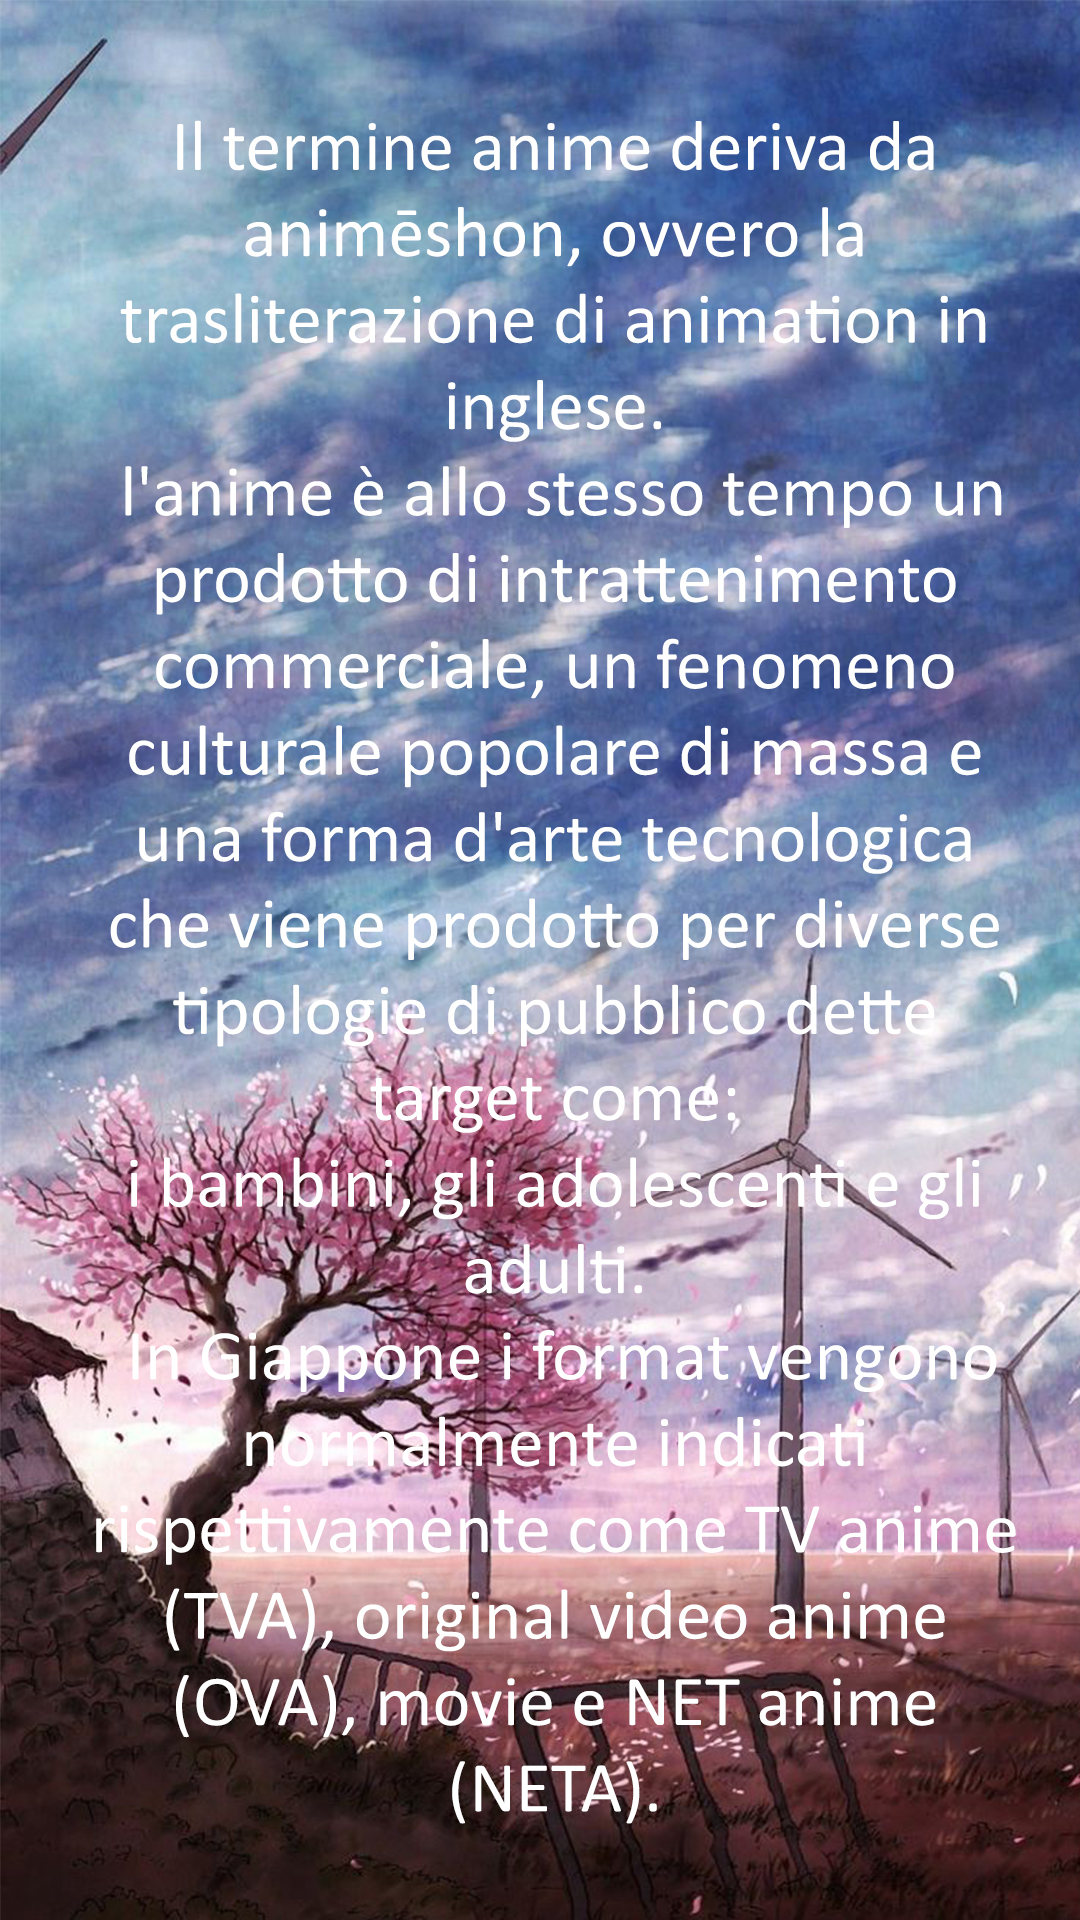 Il termine anime deriva da
animēshon, ovvero la
trasliterazione di animation in
inglese.
l'anime è allo stesso tempo un
prodotto di intrattenimento
commerciale, un fenomeno
culturale popolare di massa e
una forma d'arte tecnologica
che viene prodotto per diverse
tipologie di pubblico dette
target come:
i bambini, gli adolescenti e gli
adulti.
In Giappone i format vengono
normalmente indicati
rispettivamente come TV anime
(TVA), original video anime
(OVA), movie e NET anime
(NETA).